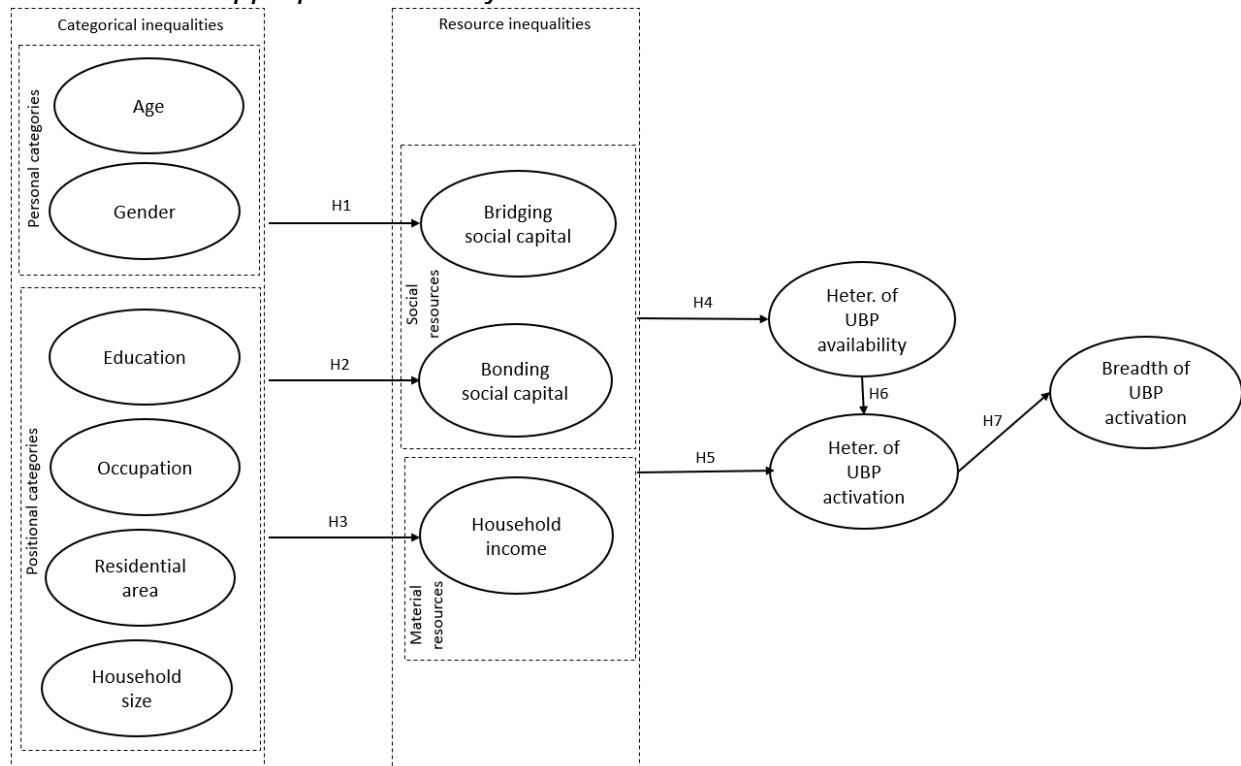 Categorical inequalities
Resource inequalities
Personal categories
Age
Gender
H1
Bridging
social capital
Social
resources
H4
Heter. of
UBP
availability
Positional categories
Education
H2
Bonding
social capital
H6
Breadth of
UBP
activation
H7
Occupation
H5
Heter. of
UBP
activation
H3
Household
income
Material
resources
Residential
area
Household
size